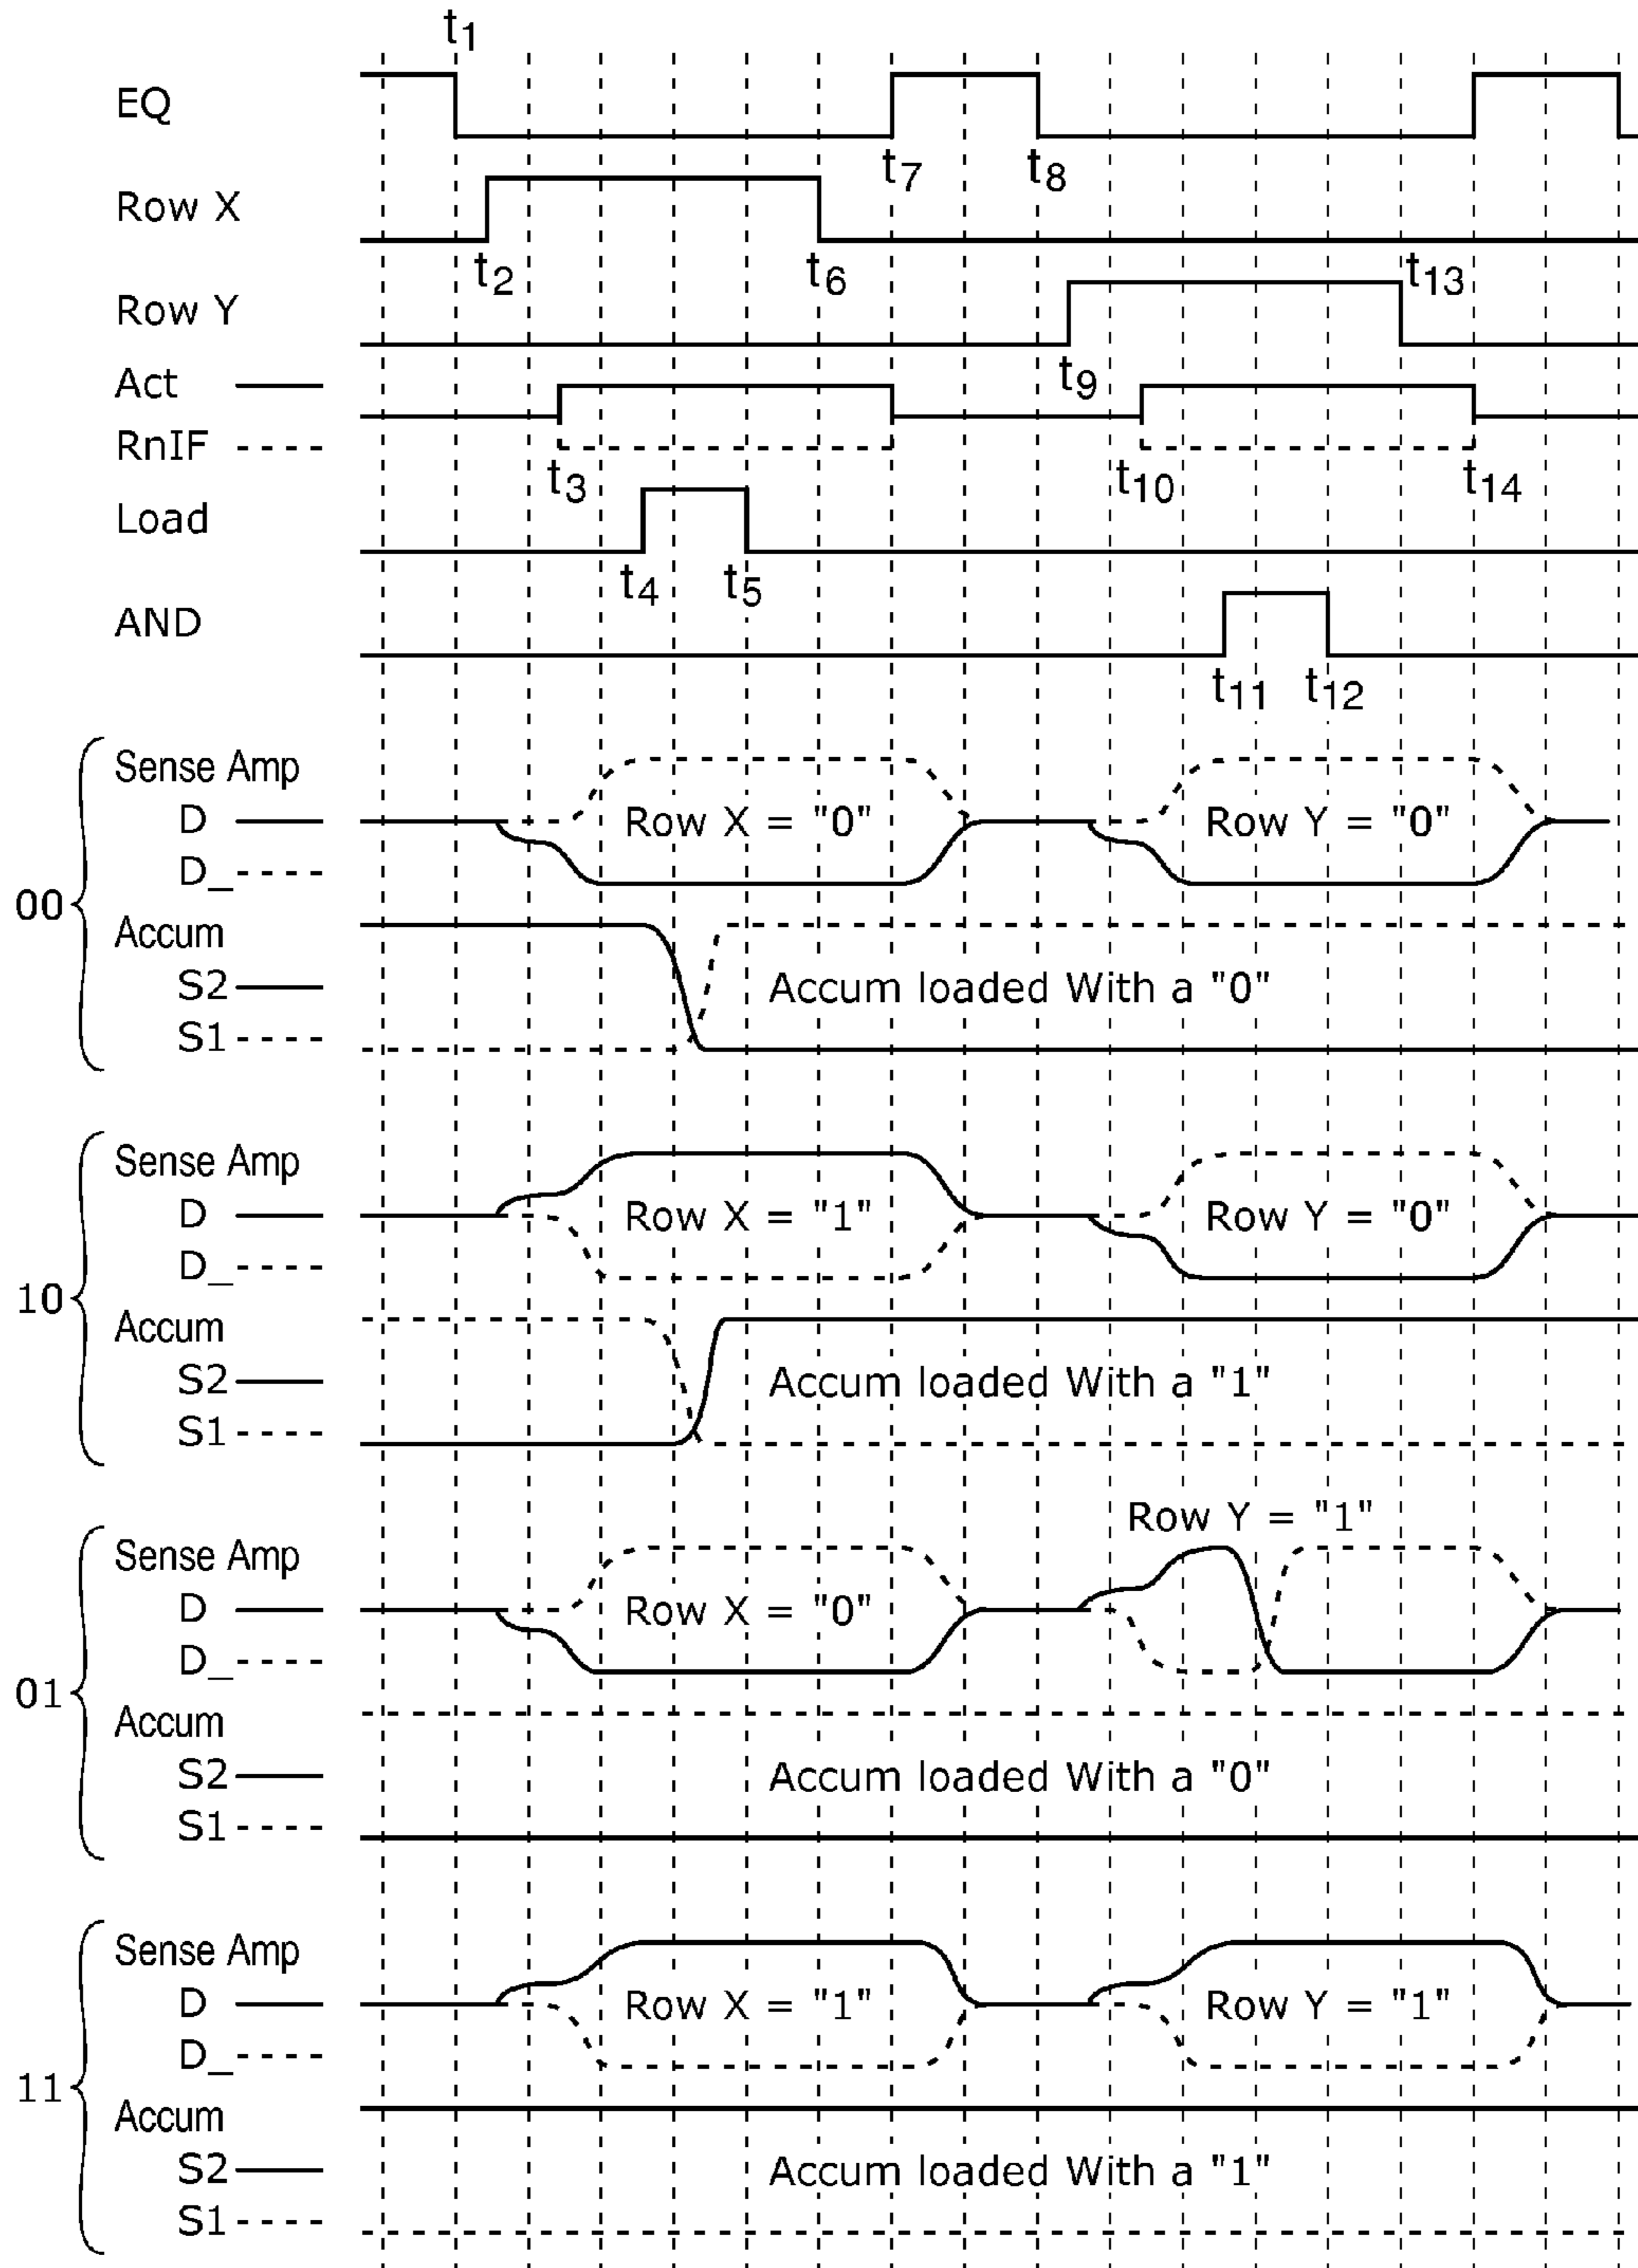 t1
EQ
t7 t8
Row X
t2 t6 t13
Row Y
t9
Act
RnIF
t3 t10 t14
Load
t4 t5
AND
t11 t12
00
Sense Amp
D Row X = "0" Row Y = "0"
D_
Accum
S2 Accum loaded With a "0"
S1
10
Sense Amp
D Row X = "1" Row Y = "0"
D_
Accum
S2 Accum loaded With a "1"
S1
Row Y = "1"
01
Sense Amp
D Row X = "0"
D_
Accum
S2 Accum loaded With a "0"
S1
11
Sense Amp
D Row X = "1" Row Y = "1"
D_
Accum
S2 Accum loaded With a "1"
S1